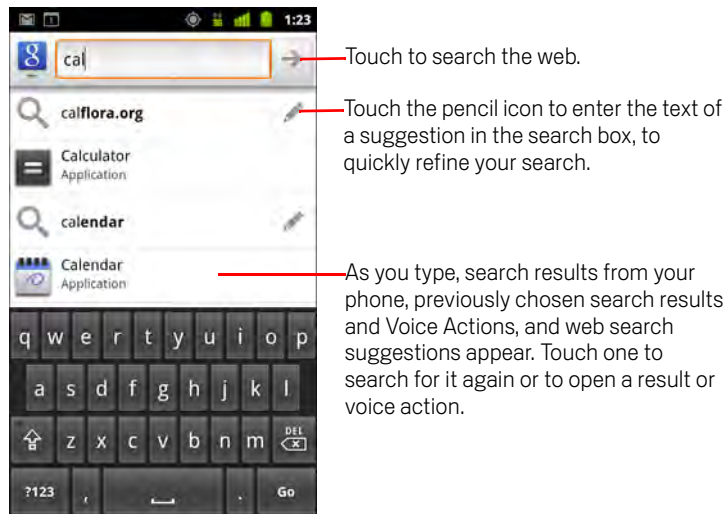 1:23
8 cal
Touch to search the web.
calflora.org
Touch the pencil icon to enter the text of
a suggestion in the search box, to
quickly refine your search.
Calculator
Application
calendar
Calendar
Application
As you type, search results from your
phone, previously chosen search results
and Voice Actions, and web search
suggestions appear. Touch one to
search for it again or to open a result or
voice action.
q w e r t y u i o p
a s d f g h j k l
z x c v b n m DEL
?123 , . Go